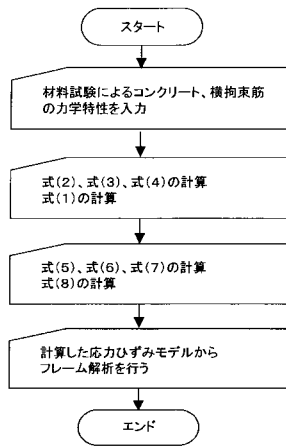 スタート
材料試験によるコンクリート、横拘束筋
の力学特性を入力
式(2)、式(3)、式(4)の計算
式(1)の計算
式(5)、式(6)、式(7)の計算
式(8)の計算
計算した応力ひずみモデルから
フレーム解析を行う
エンド